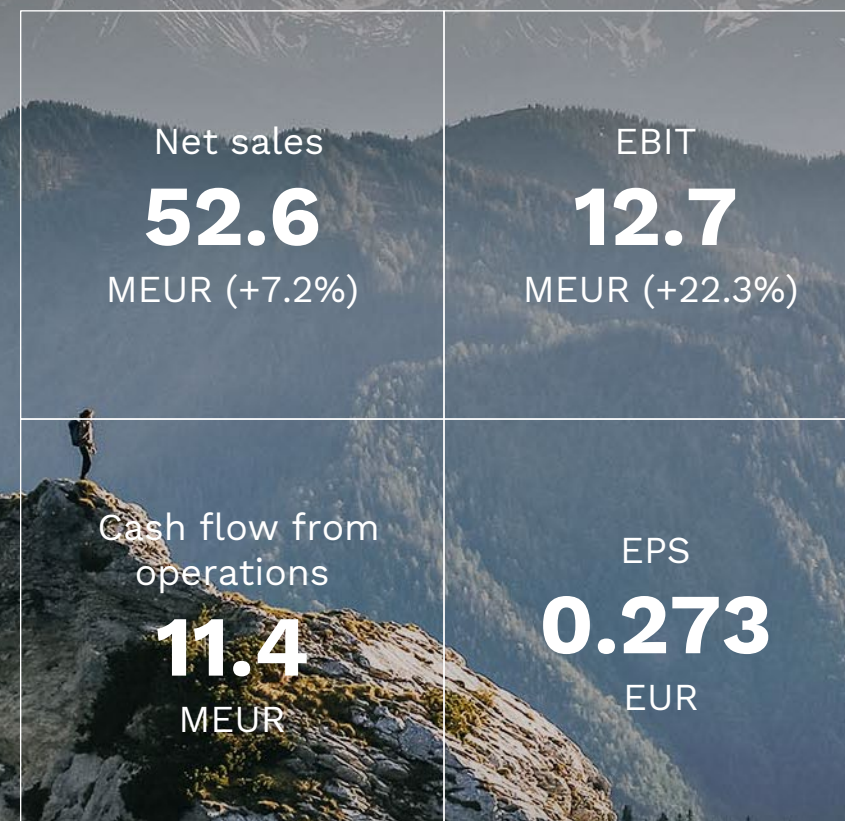 Net sales
52.6
MEUR (+7.2%)
EBIT
12.7
MEUR (+22.3%)
Cash flow from
operations
11.4
MEUR
EPS
0.273
EUR